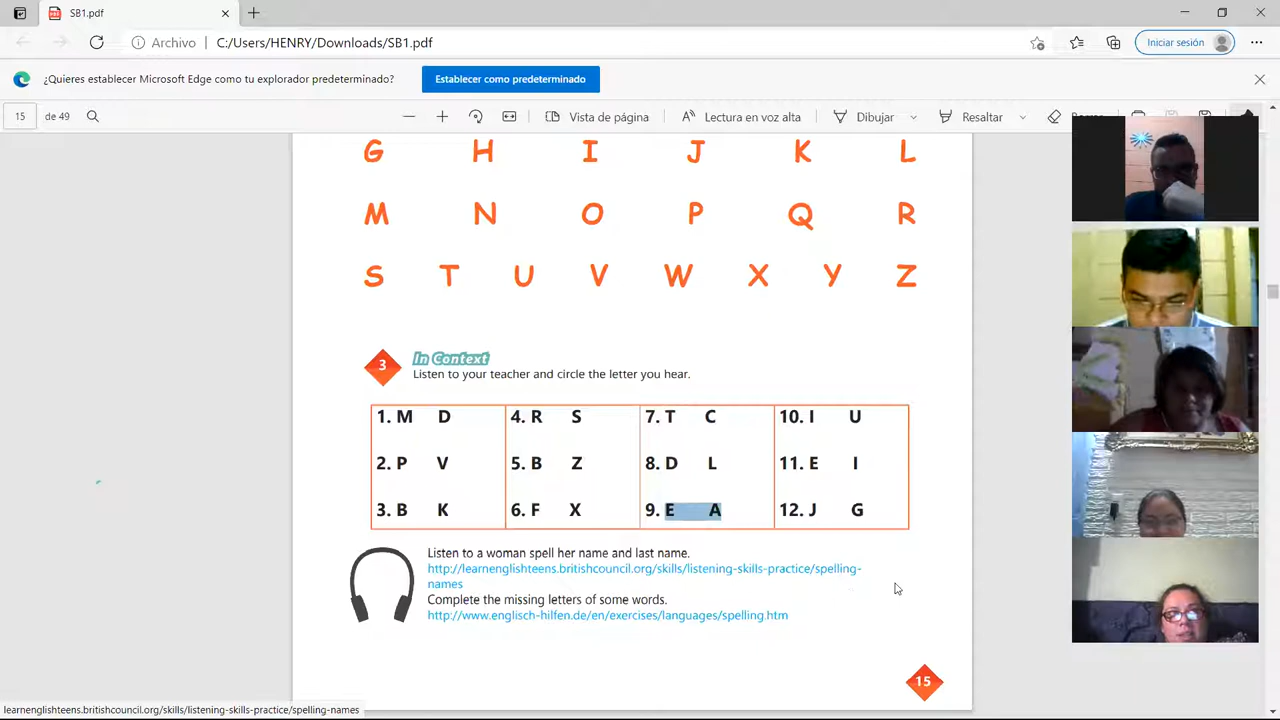 SB1.pdf
Archivo C:/Users/HENRY/Downloads/SB1.pdf
Iniciar sesión
¿Quieres establecer Microsoft Edge como tu explorador predeterminado? Establecer como predeterminado
15 de 49 Vista de página Lectura en voz alta Dibujar Resaltar
G H I J K L
M N O P Q R
S T U V W X Y Z
3 In Context
Listen to your teacher and circle the letter you hear.
1. M D 4. R S 7. T C 10. I U
2. P V 5. B Z 8. D L 11. E I
3. B K 6. F X 9. E A 12. J G
Listen to a woman spell her name and last name.
http://learnenglishteens.britishcouncil.org/skills/listening-skills-practice/spelling-
names
Complete the missing letters of some words.
http://www.englisch-hilfen.de/en/exercises/languages/spelling.htm
15
learnenglishteens.britishcouncil.org/skills/listening-skills-practice/spelling-names